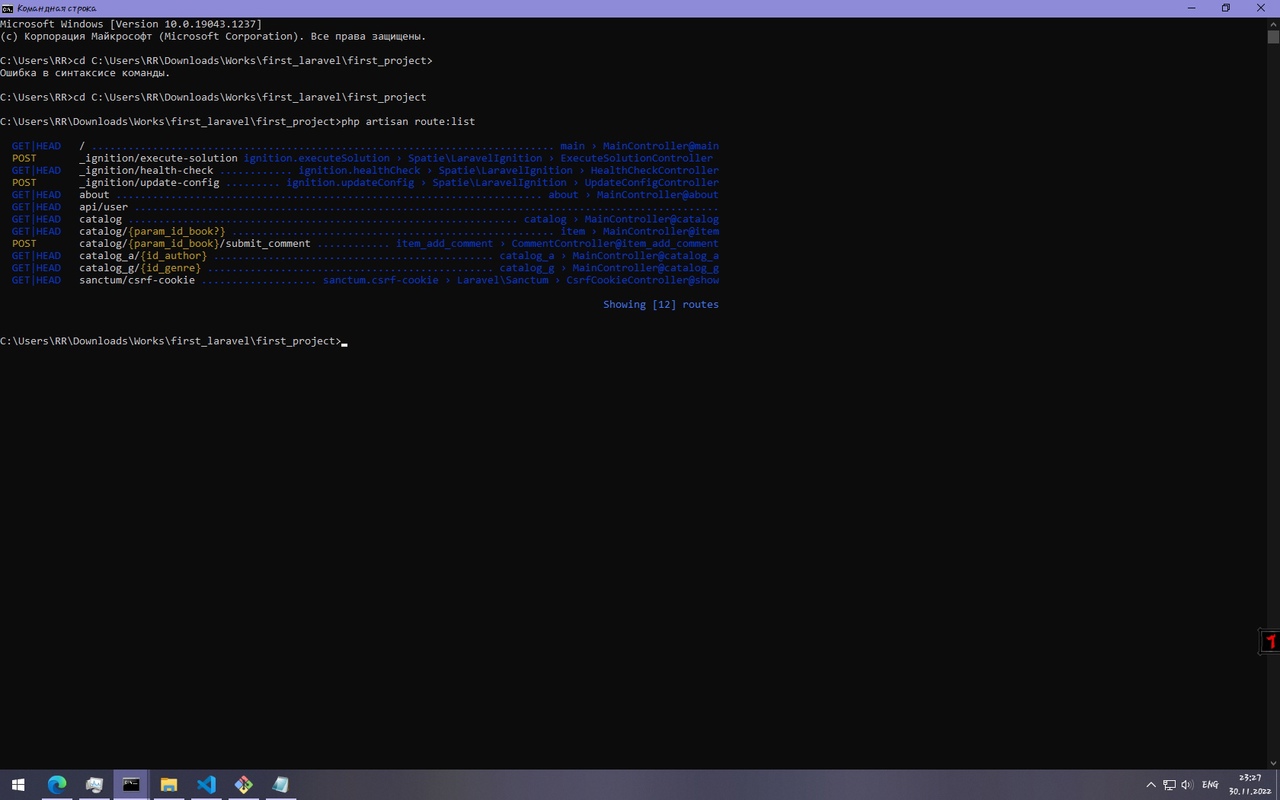 Командная строка
Microsoft Windows [Version 10.0.19043.1237]
(c) Корпорация Майкрософт (Microsoft Corporation). Все права защищены.
C:\Users\RR>cd C:\Users\RR\Downloads\Works\first_laravel\first_project>
Ошибка в синтаксисе команды.
C:\Users\RR>cd C:\Users\RR\Downloads\Works\first_laravel\first_project
C:\Users\RR\Downloads\Works\first_laravel\first_project>php artisan route:list
GET|HEAD / ............................................................................ main › MainController@main
POST _ignition/execute-solution ignition.executeSolution › Spatie\LaravelIgnition › ExecuteSolutionController
GET|HEAD _ignition/health-check ............ ignition.healthCheck › Spatie\LaravelIgnition › HealthCheckController
POST _ignition/update-config ......... ignition.updateConfig › Spatie\LaravelIgnition › UpdateConfigController
GET|HEAD about ...................................................................... about › MainController@about
GET|HEAD api/user ................................................................................................
GET|HEAD catalog ................................................................ catalog › MainController@catalog
GET|HEAD catalog/{param_id_book?} ..................................................... item › MainController@item
POST catalog/{param_id_book}/submit_comment ............ item_add_comment › CommentController@item_add_comment
GET|HEAD catalog_a/{id_author} .............................................. catalog_a › MainController@catalog_a
GET|HEAD catalog_g/{id_genre} ............................................... catalog_g › MainController@catalog_g
GET|HEAD sanctum/csrf-cookie ................... sanctum.csrf-cookie › Laravel\Sanctum › CsrfCookieController@show
Showing [12] routes
C:\Users\RR\Downloads\Works\first_laravel\first_project>
ENG
23:27
30.11.2022